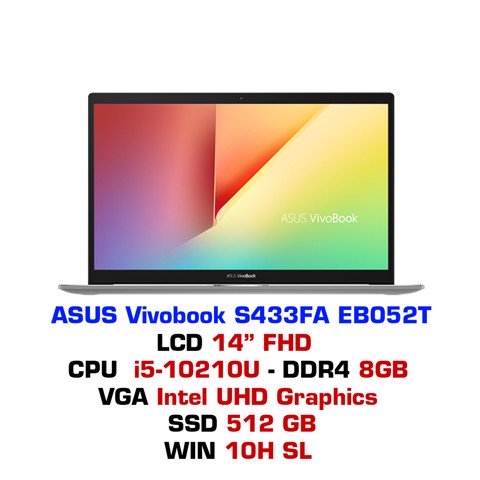 ASUS VivoBook
ASUS VivoBook
ASUS Vivobook S433FA EB052T
LCD 14” FHD
CPU i5-10210U - DDR4 8GB
VGA Intel UHD Graphics
SSD 512 GB
WIN 10H SL